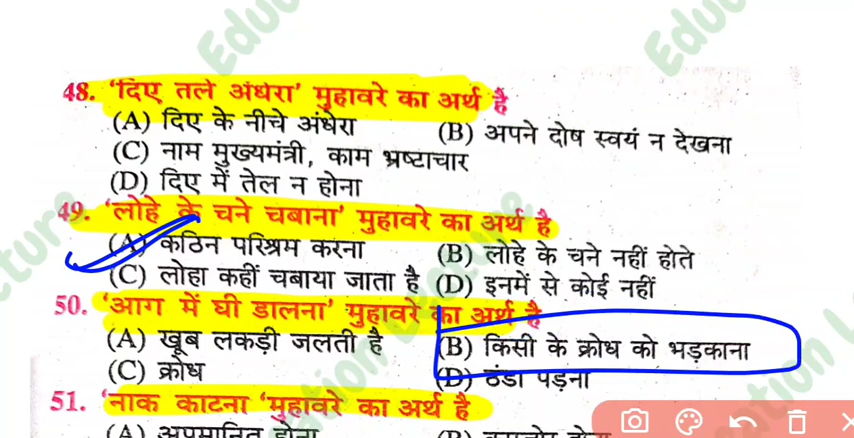 48. 'दिए तले अंधेरा' मुहावरे का अर्थ है
(A) दिए के नीचे अंधेरा (B) अपने दोष स्वयं न देखना
(C) नाम मुख्यमंत्री, काम भ्रष्टाचार
(D) दिए में तेल न होना
49. 'लोहे के चने चबाना' मुहावरे का अर्थ है
(A) कठिन परिश्रम करना (B) लोहे के चने नहीं होते
(C) लोहा कहीं चबाया जाता है (D) इनमें से कोई नहीं
50. 'आग में घी डालना' मुहावरे का अर्थ है
(A) खूब लकड़ी जलती है (B) किसी के क्रोध को भड़काना
(C) क्रोध (D) ठंडा पड़ना
51. 'नाक काटना 'मुहावरे का अर्थ है
(A) अपमानित होना (B)